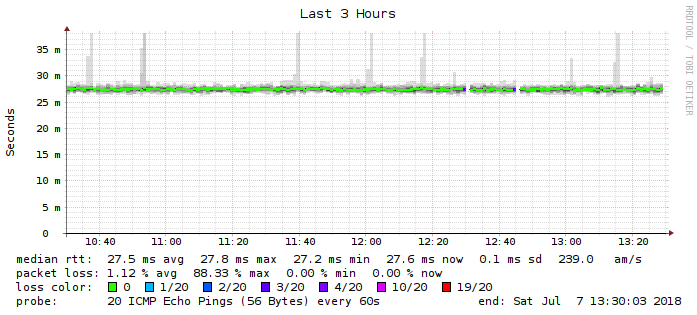 Last 3 Hours
RRDTOOL / TOBI OETIKER
Seconds
35 m
30 m
25 m
20 m
15 m
10 m
5 m
0
10:40 11:00 11:20 11:40 12:00 12:20 12:40 13:00 13:20
median rtt: 27.5 ms avg 27.8 ms max 27.2 ms min 27.6 ms now 0.1 ms sd 239.0 am/s
packet loss: 1.12 % avg 88.33 % max 0.00 % min 0.00 % now
loss color: 0 1/20 2/20 3/20 4/20 10/20 19/20
probe: 20 ICMP Echo Pings (56 Bytes) every 60s end: Sat Jul 7 13:30:03 2018